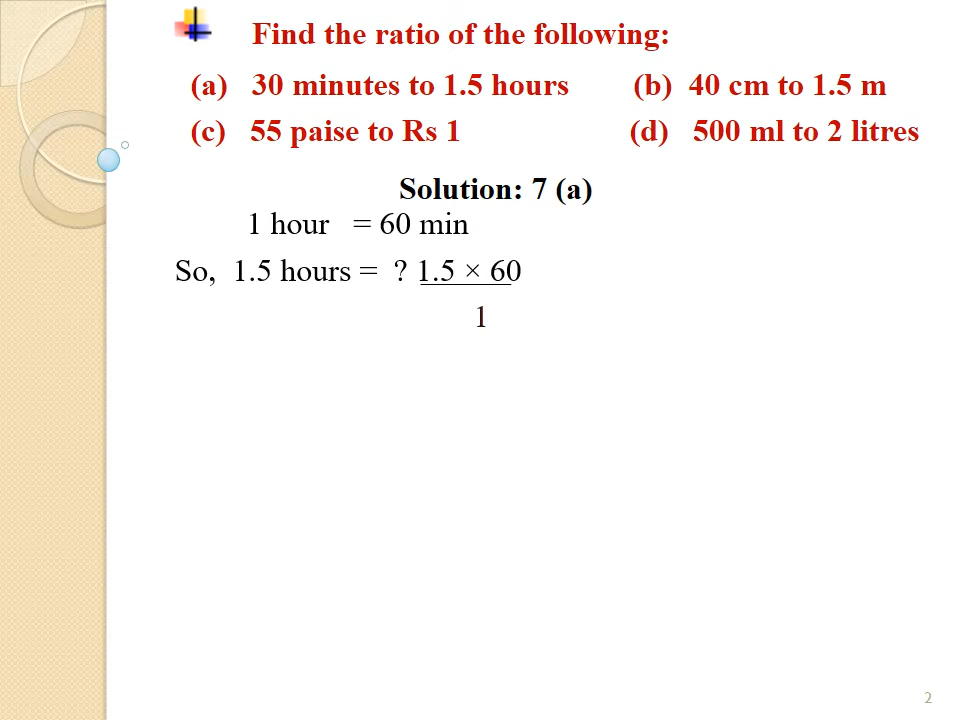 Find the ratio of the following:
(a) 30 minutes to 1.5 hours (b) 40 cm to 1.5 m
(c) 55 paise to Rs 1 (d) 500 ml to 2 litres
Solution: 7 (a)
1 hour = 60 min
So, 1.5 hours = ? 1.5 × 60
1
2